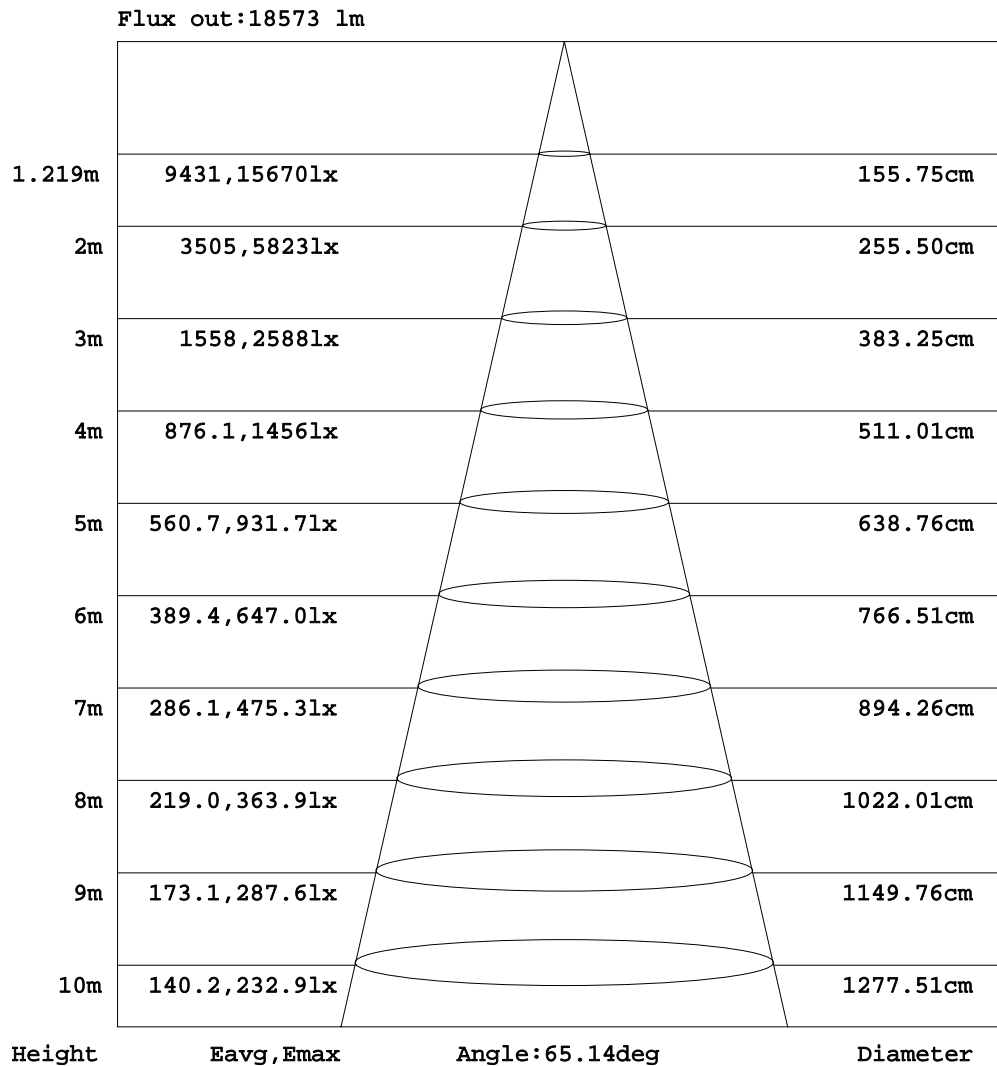 Flux out:18573 lm
1.219m 9431,15670lx 155.75cm
2m 3505,5823lx 255.50cm
3m 1558,2588lx 383.25cm
4m 876.1,1456lx 511.01cm
5m 560.7,931.7lx 638.76cm
6m 389.4,647.0lx 766.51cm
7m 286.1,475.3lx 894.26cm
8m 219.0,363.9lx 1022.01cm
9m 173.1,287.6lx 1149.76cm
10m 140.2,232.9lx 1277.51cm
Height Eavg,Emax Angle:65.14deg Diameter